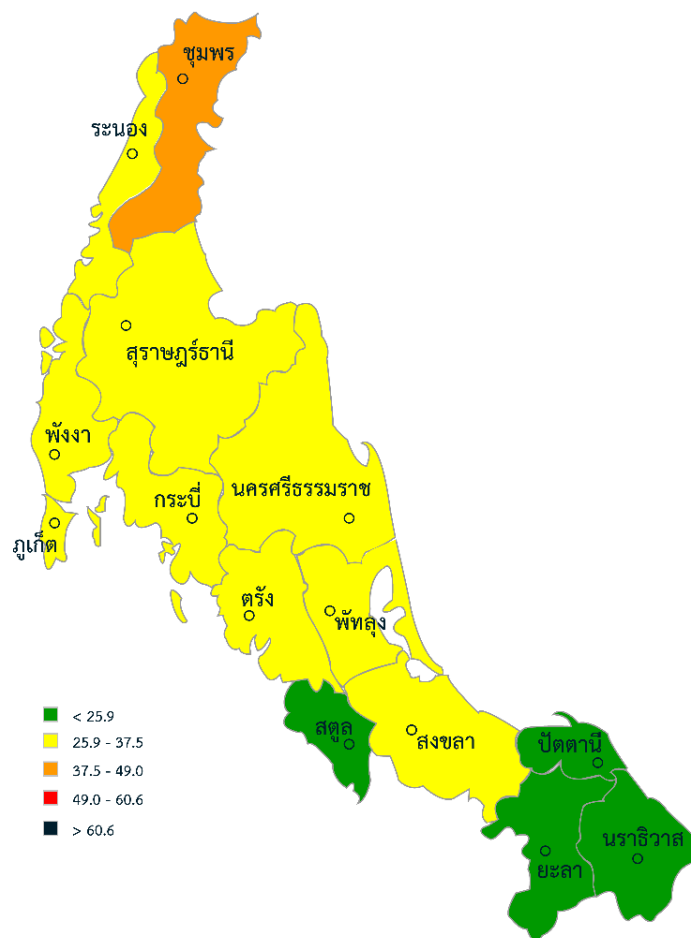 ชุมพร
ระนอง
สุราษฎร์ธานี
พังงา
กระบี่
นครศรีธรรมราช
ภูเก็ต
ตรัง
พัทลุง
สตูล
สงขลา
ปัตตานี
นราธิวาส
ยะลา
< 25.9
25.9 - 37.5
37.5 - 49.0
49.0 - 60.6
> 60.6